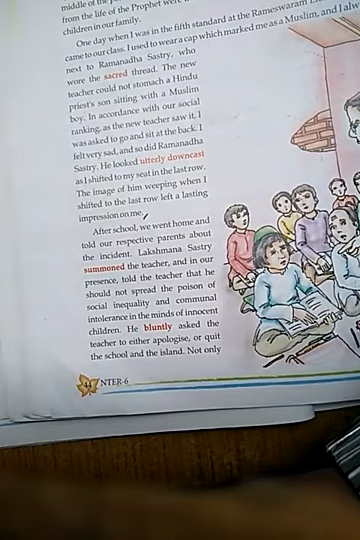 middle of the
from the life of the Prophet were
children in our family.
One day when I was in the fifth standard at the Rameswaram
came to our class. I used to wear a cap which marked me as a Muslim, and I
next to Ramanadha Sastry, who
wore the sacred thread. The new
teacher could not stomach a Hindu
priest's son sitting with a Muslim
boy. In accordance with our social
ranking, as the new teacher saw it, I
was asked to go and sit at the back. I
felt very sad, and so did Ramanadha
Sastry. He looked utterly downcast
as I shifted to my seat in the last row.
The image of him weeping when I
shifted to the last row left a lasting
impression on me.
After school, we went home and
told our respective parents about
the incident. Lakshmana Sastry
summoned the teacher, and in our
presence, told the teacher that he
should not spread the poison of
social inequality and communal
intolerance in the minds of innocent
children. He bluntly asked the
teacher to either apologise, or quit
the school and the island. Not only
44 NTER-6